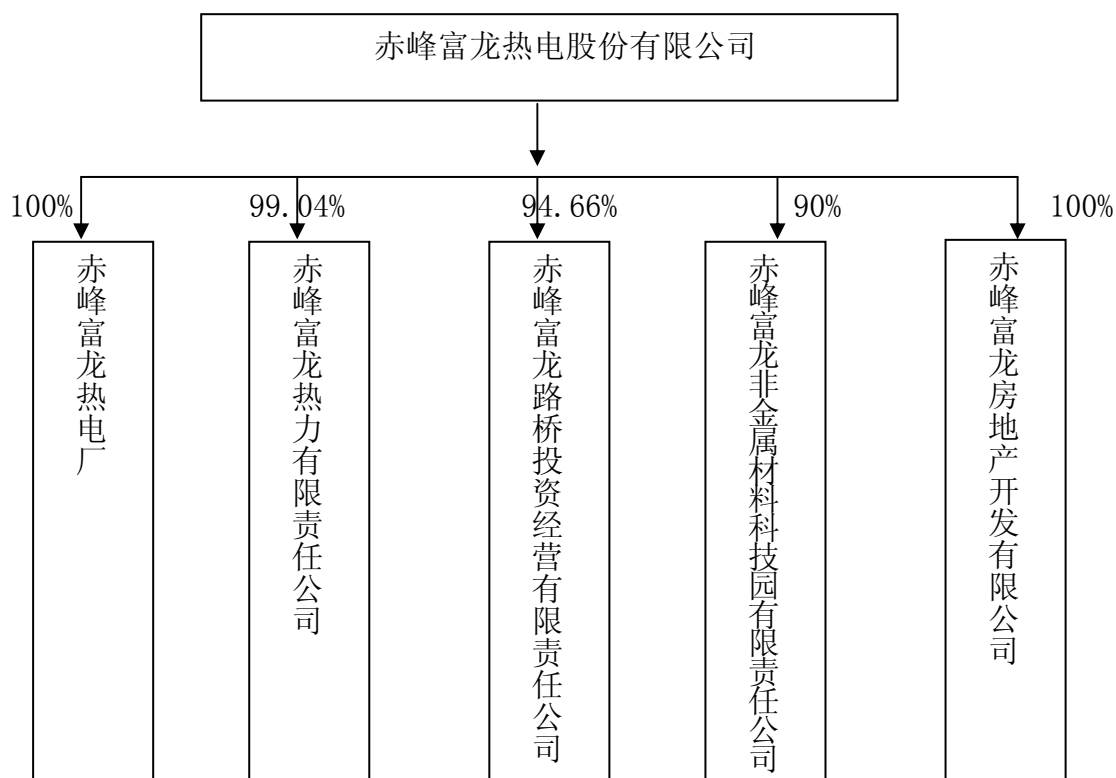 赤峰富龙热电股份有限公司
100% 99.04% 94.66% 90% 100%
赤峰富龙热电厂
赤峰富龙热力有限责任公司
赤峰富龙路桥投资经营有限责任公司
赤峰富龙非金属材料科技园有限责任公司
赤峰富龙房地产开发有限公司